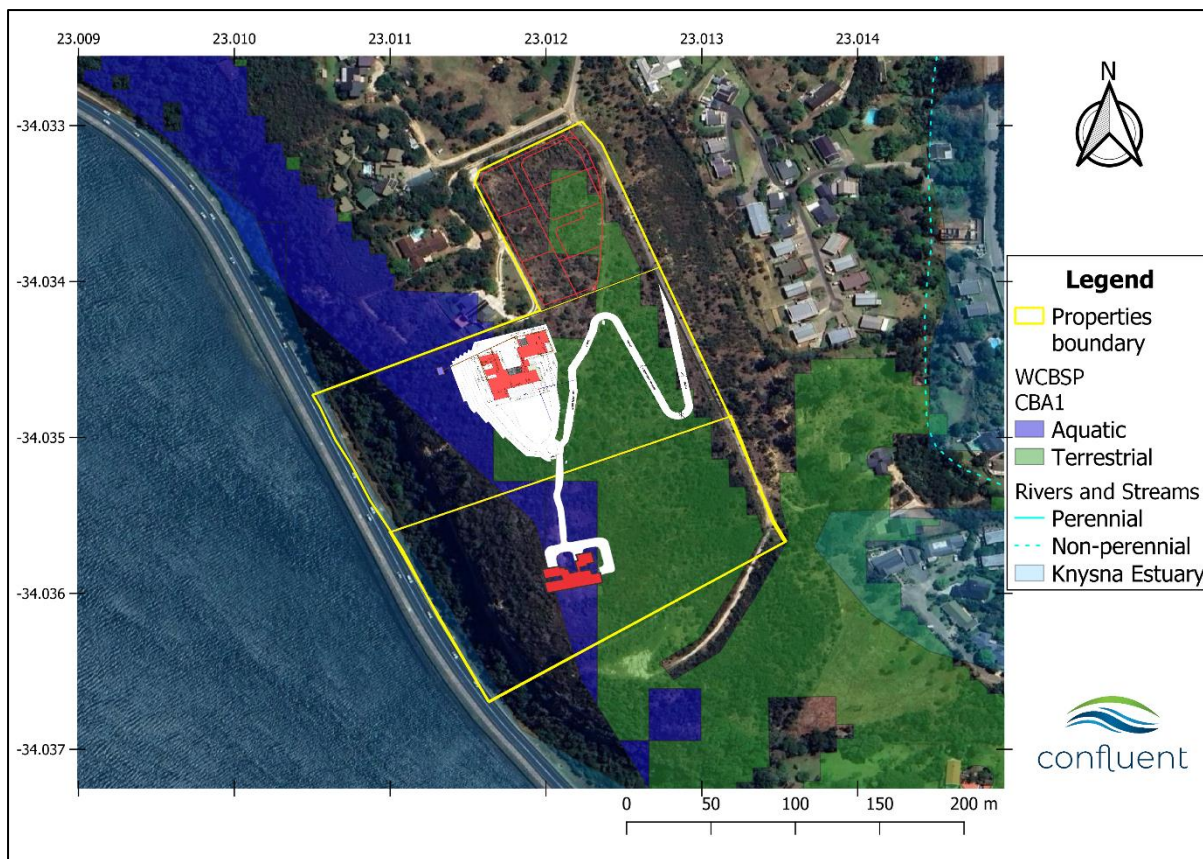 23.009 23.010 23.011 23.012 23.013 23.014
N
-34.033
-34.034
-34.035
-34.036
-34.037
Legend
Properties
boundary
WCBSP
CBA1
Aquatic
Terrestrial
Rivers and Streams
Perennial
Non-perennial
Knysna Estuary
confluent
0 50 100 150 200 m